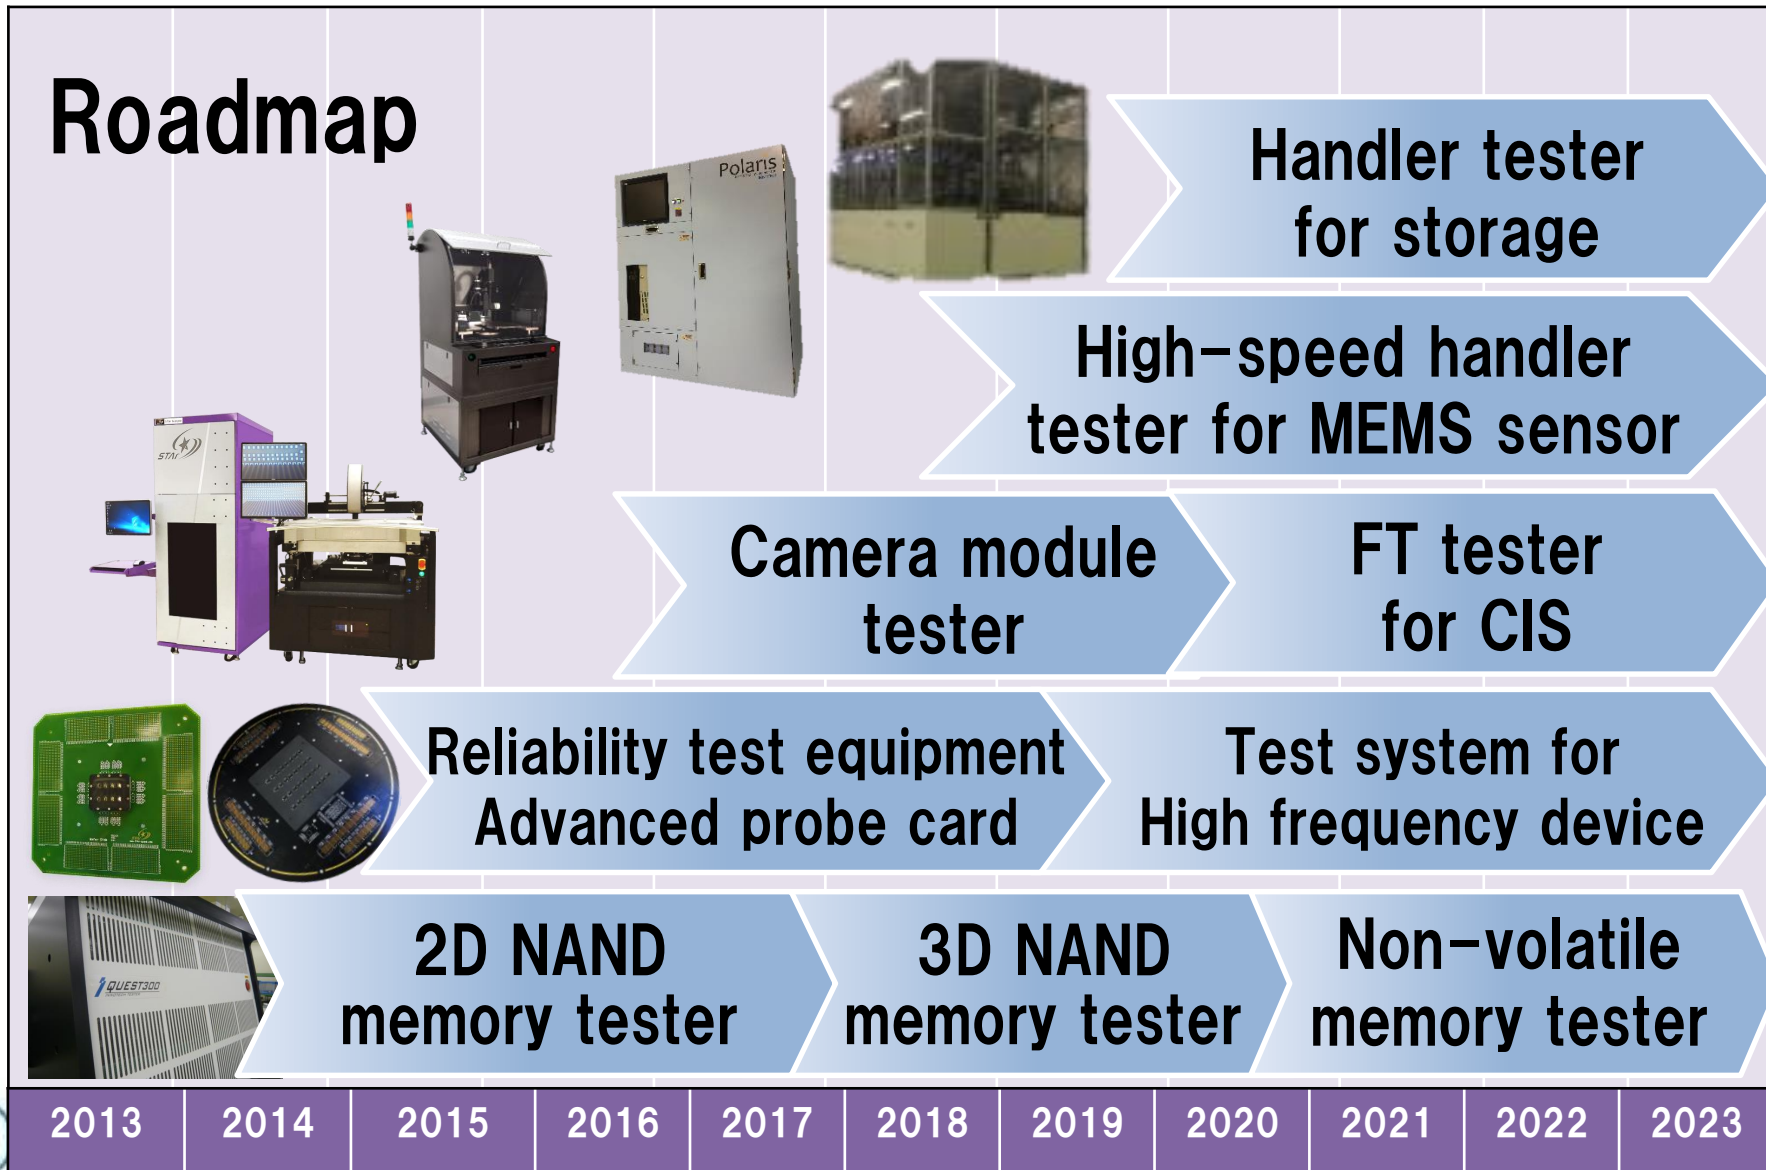 Roadmap
Polaris
Handler tester
for storage
High-speed handler
tester for MEMS sensor
STAr
Camera module
tester
FT tester
for CIS
Reliability test equipment
Advanced probe card
Test system for
High frequency device
QUEST300
2D NAND
memory tester
3D NAND
memory tester
Non-volatile
memory tester
2013 2014 2015 2016 2017 2018 2019 2020 2021 2022 2023